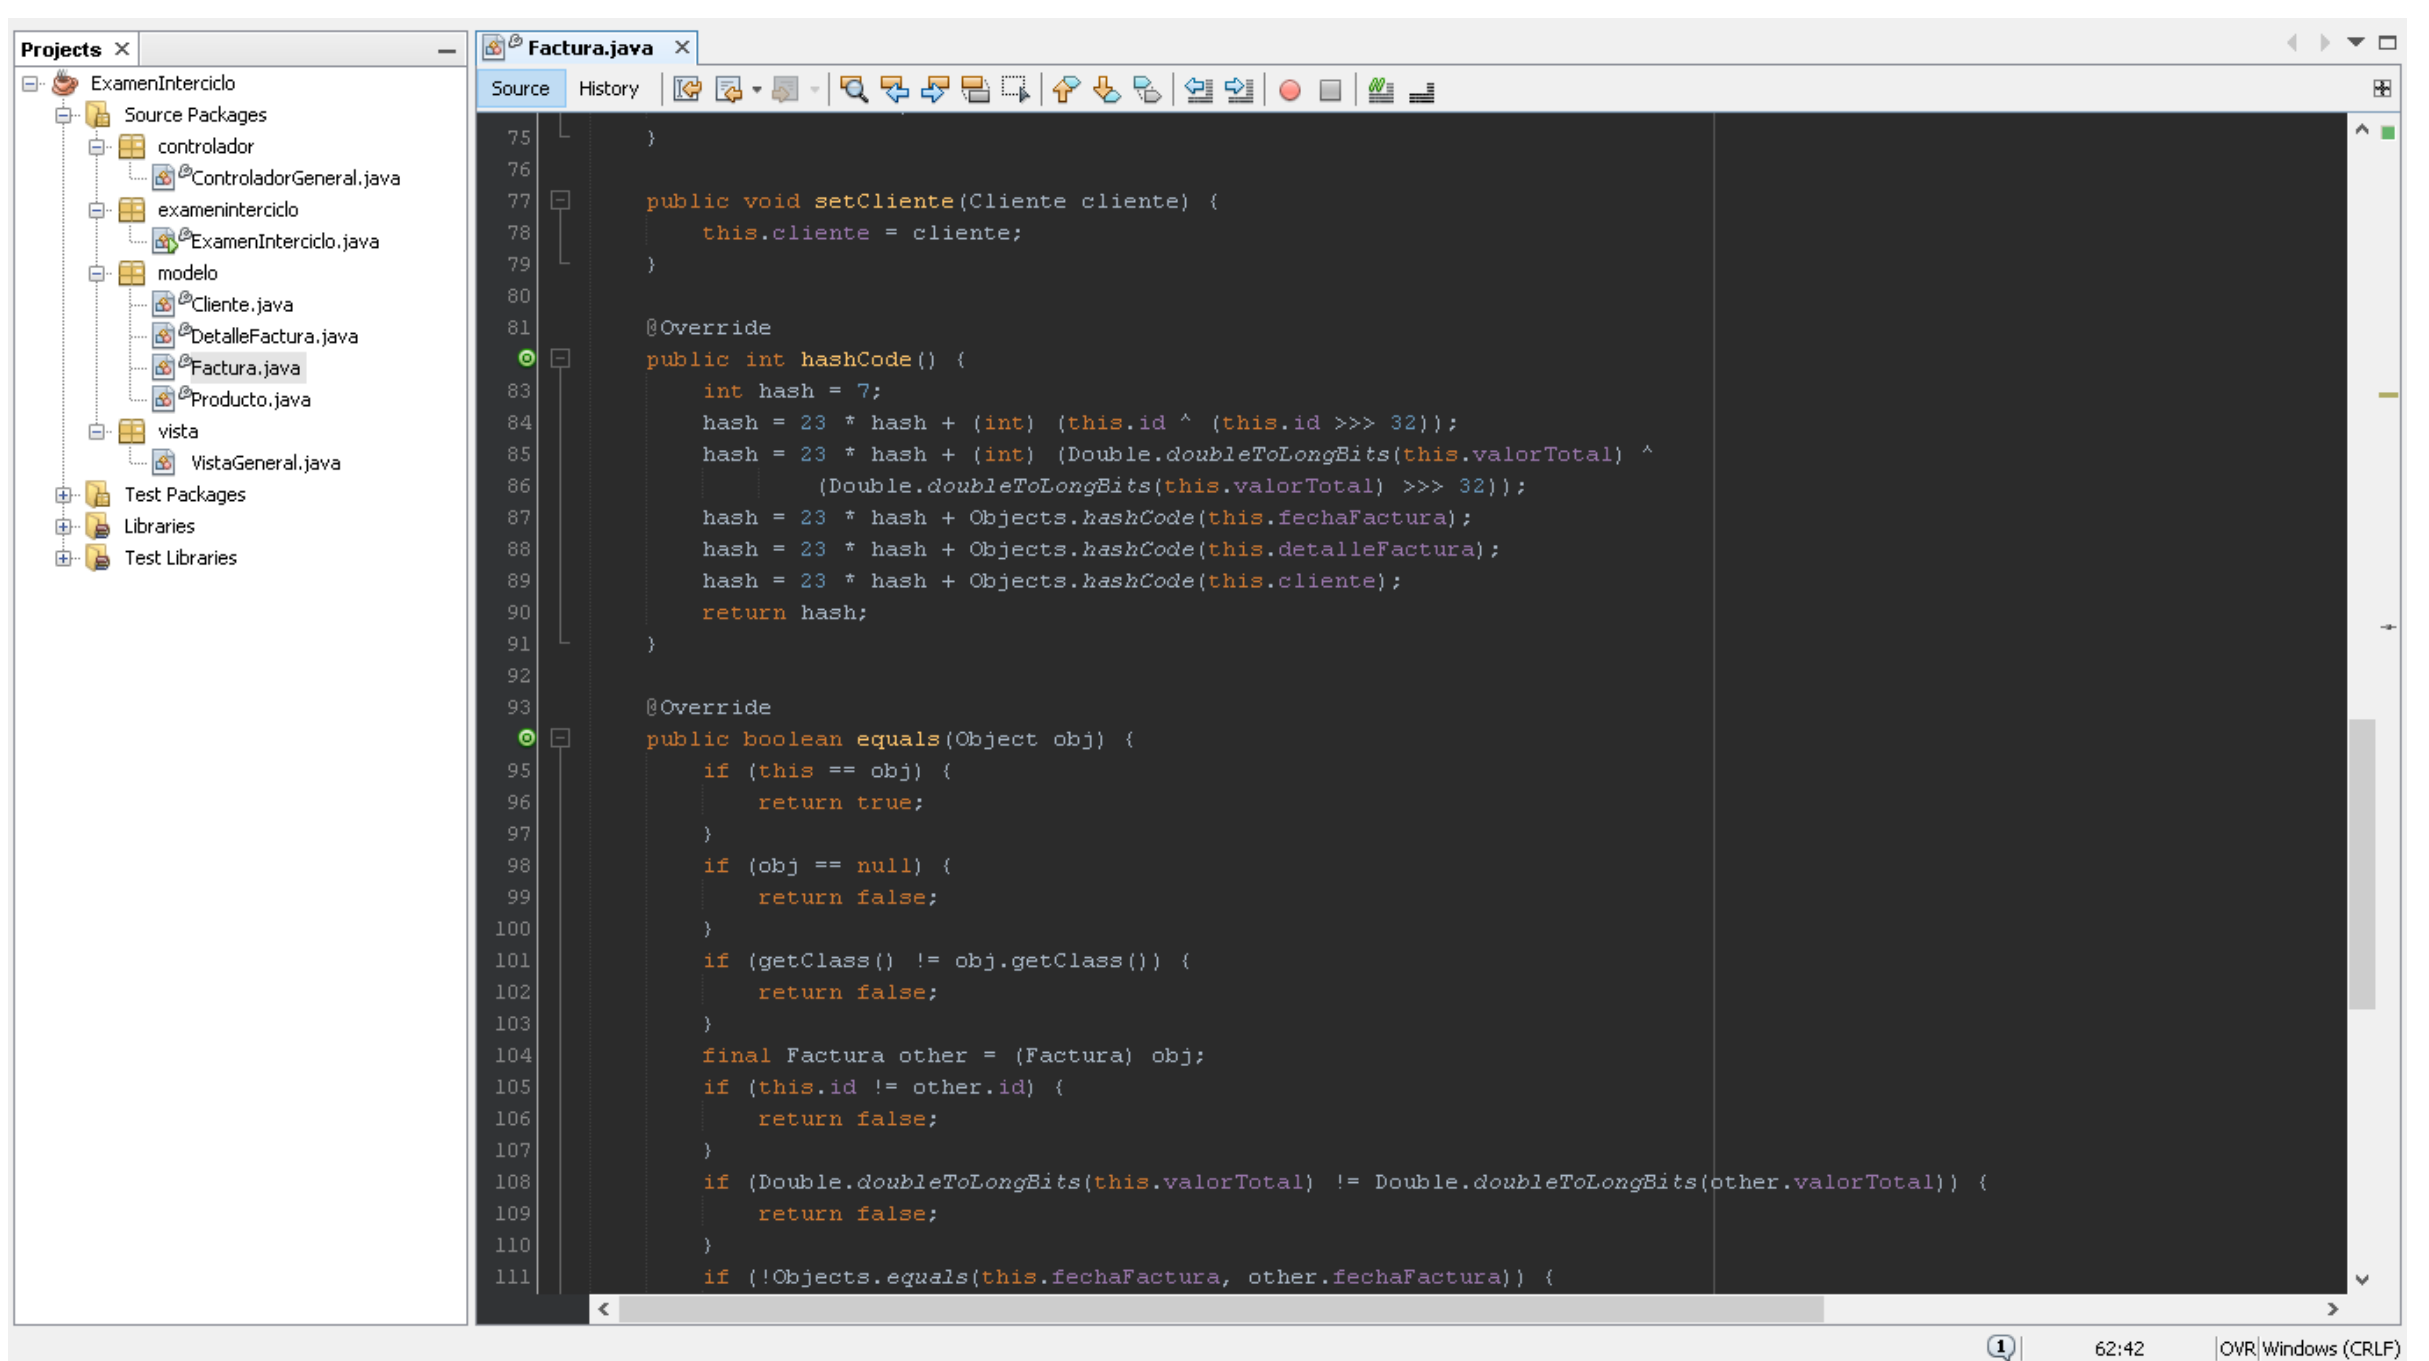 Projects
ExamenInterciclo
Source Packages
controlador
ControladorGeneral.java
exameninterciclo
ExamenInterciclo.java
modelo
Cliente.java
DetalleFactura.java
Factura.java
Producto.java
vista
VistaGeneral.java
Test Packages
Libraries
Test Libraries
Factura.java
Source History
75 }
76
77 public void setCliente(Cliente cliente) {
78 this.cliente = cliente;
79 }
80
81 @Override
public int hashCode() {
83 int hash = 7;
84 hash = 23 * hash + (int) (this.id ^ (this.id >>> 32));
85 hash = 23 * hash + (int) (Double.doubleToLongBits(this.valorTotal) ^
86 (Double.doubleToLongBits(this.valorTotal) >>> 32));
87 hash = 23 * hash + Objects.hashCode(this.fechaFactura);
88 hash = 23 * hash + Objects.hashCode(this.detalleFactura);
89 hash = 23 * hash + Objects.hashCode(this.cliente);
90 return hash;
91 }
92
93 @Override
public boolean equals(Object obj) {
95 if (this == obj) {
96 return true;
97 }
98 if (obj == null) {
99 return false;
100 }
101 if (getClass() != obj.getClass()) {
102 return false;
103 }
104 final Factura other = (Factura) obj;
105 if (this.id != other.id) {
106 return false;
107 }
108 if (Double.doubleToLongBits(this.valorTotal) != Double.doubleToLongBits(other.valorTotal)) {
109 return false;
110 }
111 if (!Objects.equals(this.fechaFactura, other.fechaFactura)) {
1 62:42 OVR Windows (CRLF)